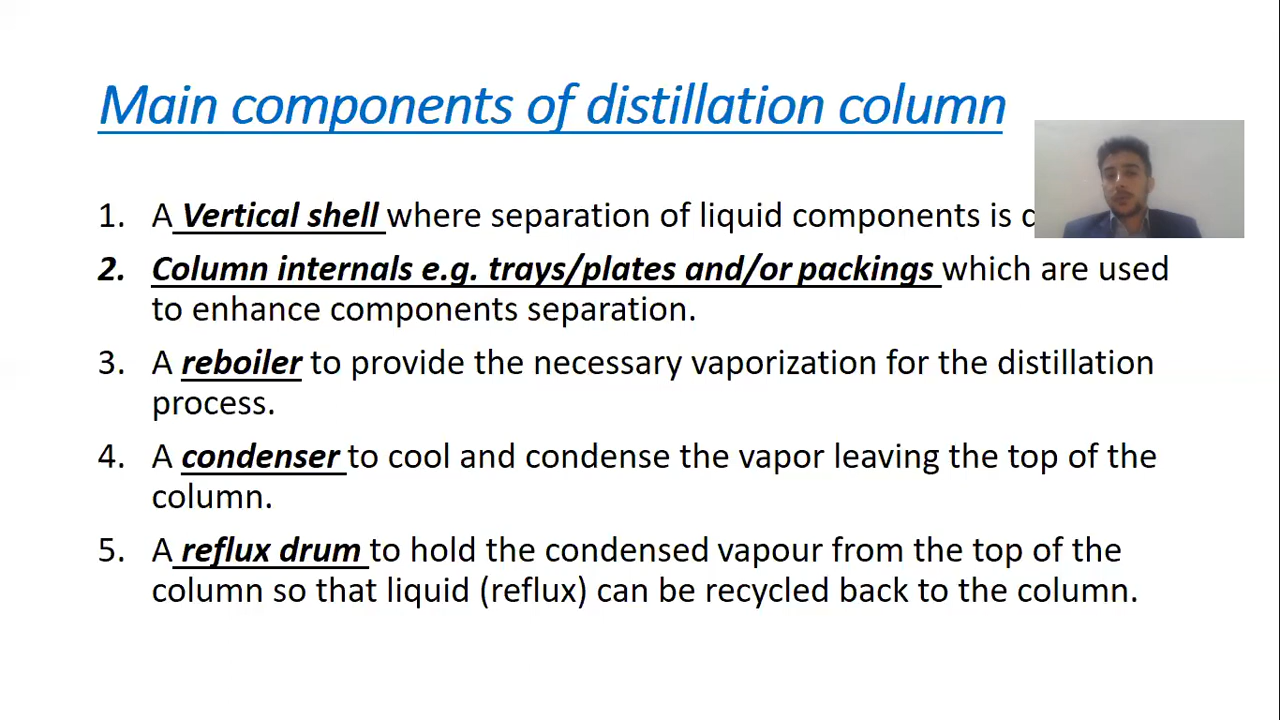 Main components of distillation column
1. A Vertical shell where separation of liquid components is
2. Column internals e.g. trays/plates and/or packings which are used
to enhance components separation.
3. A reboiler to provide the necessary vaporization for the distillation
process.
4. A condenser to cool and condense the vapor leaving the top of the
column.
5. A reflux drum to hold the condensed vapour from the top of the
column so that liquid (reflux) can be recycled back to the column.